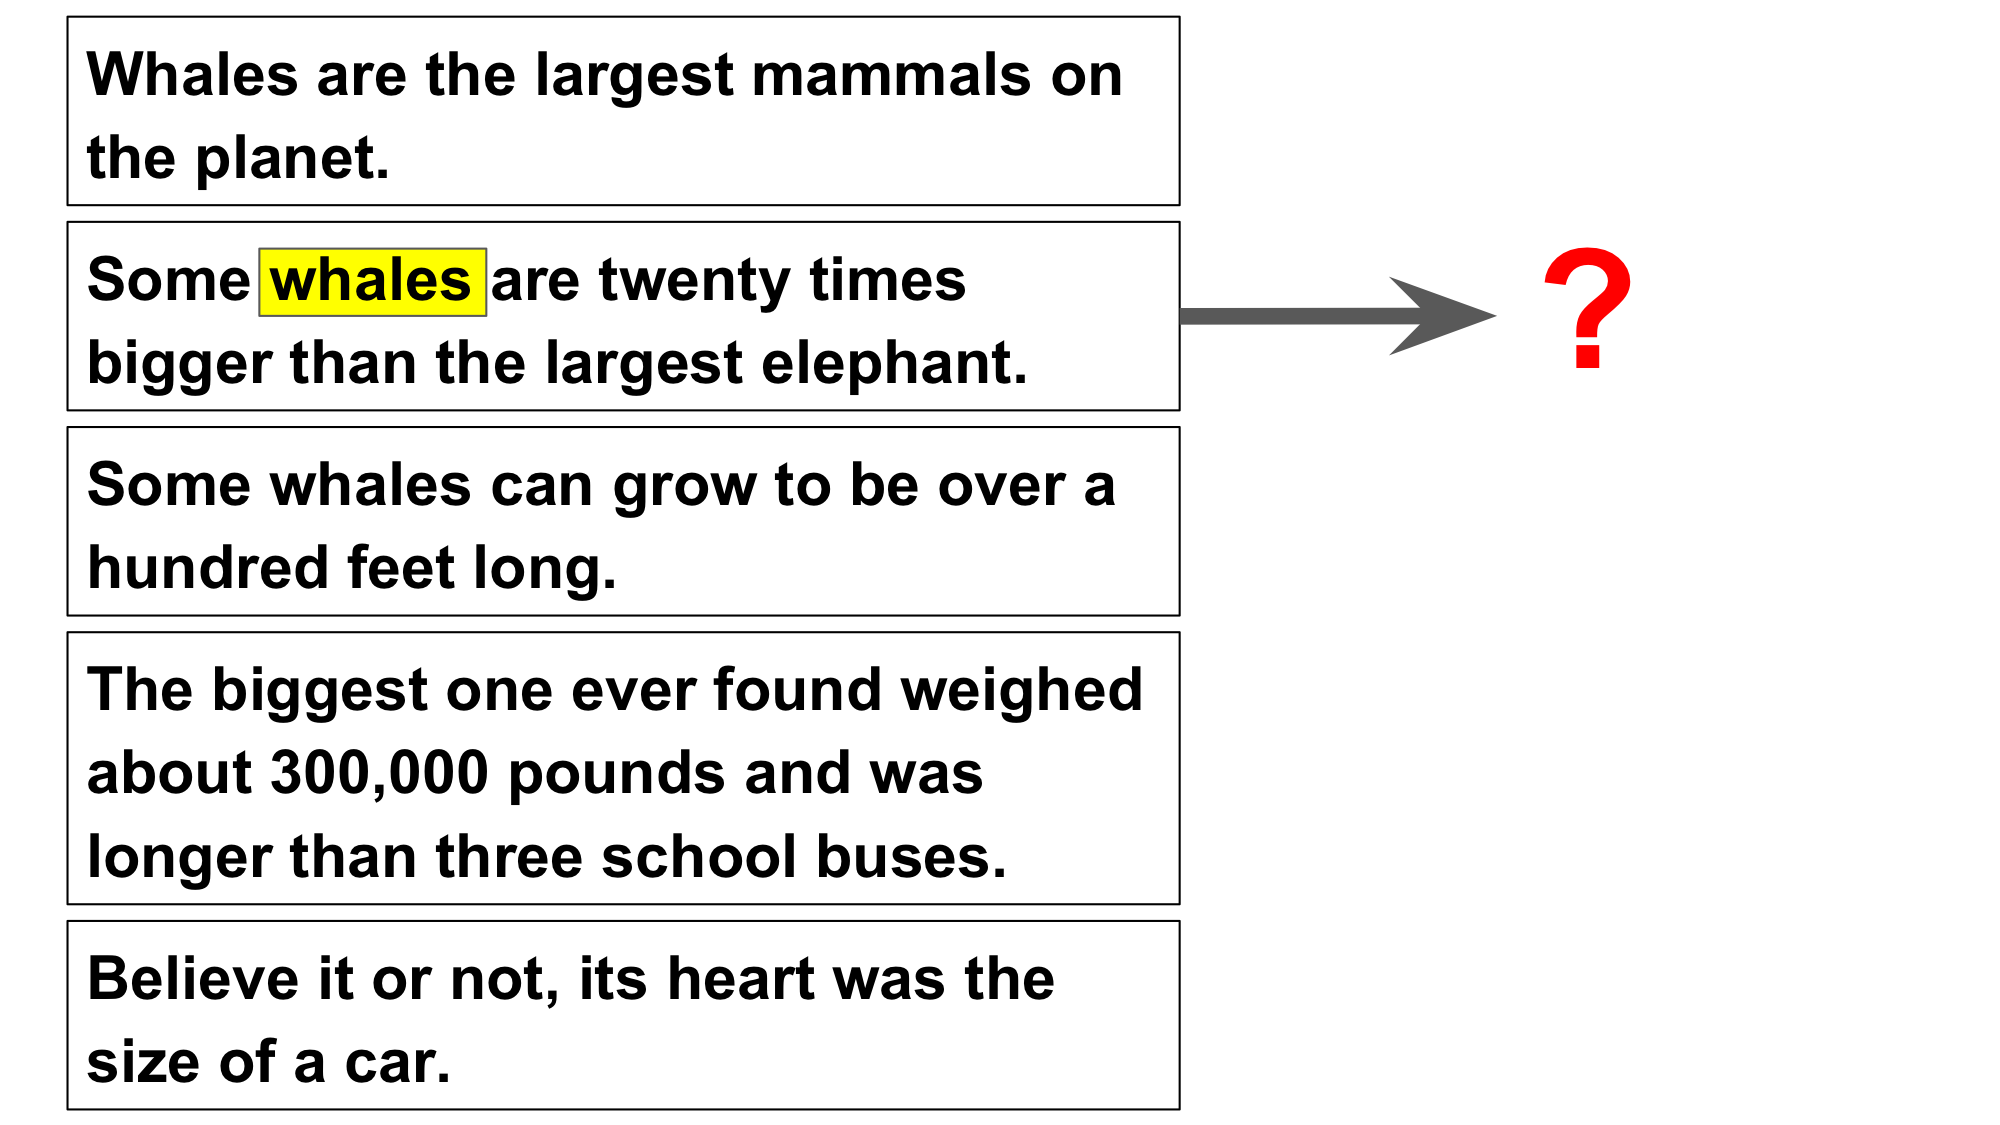 Whales are the largest mammals on
the planet.
Some whales are twenty times
bigger than the largest elephant.
?
Some whales can grow to be over a
hundred feet long.
The biggest one ever found weighed
about 300,000 pounds and was
longer than three school buses.
Believe it or not, its heart was the
size of a car.